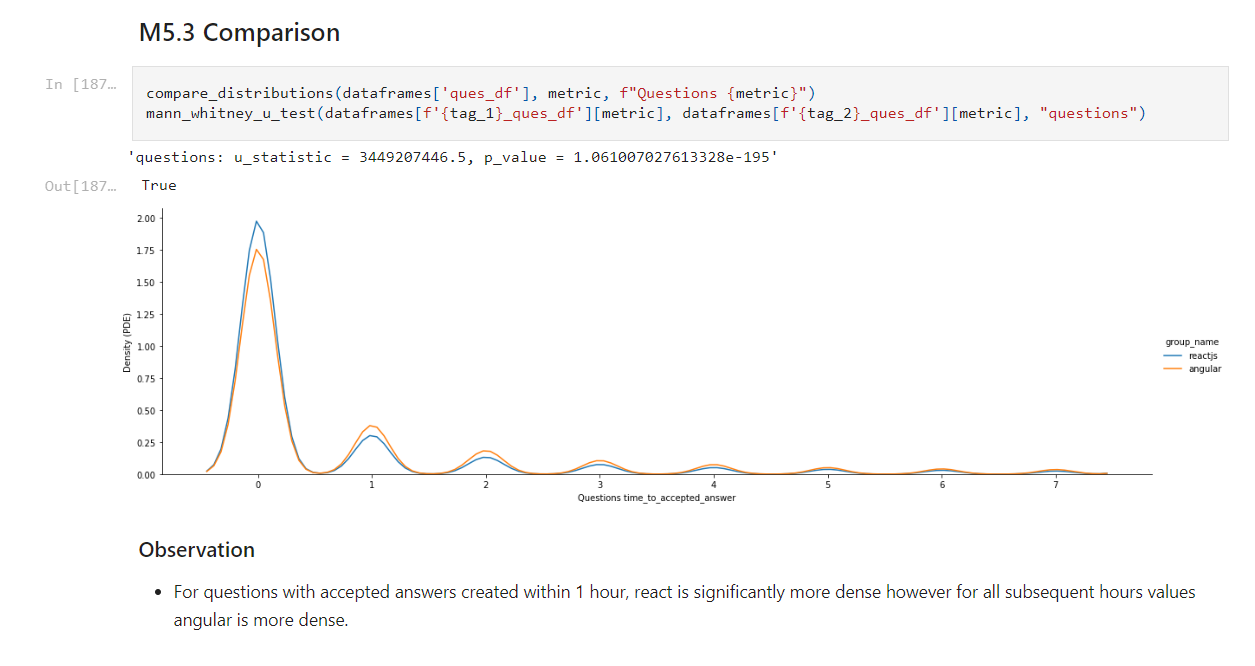 M5.3 Comparison
In [187…
compare_distributions(dataframes['ques_df'], metric, f"Questions {metric}")
mann_whitney_u_test(dataframes[f'{tag_1}_ques_df'][metric], dataframes[f'{tag_2}_ques_df'][metric], "questions")
'questions: u_statistic = 3449207446.5, p_value = 1.061007027613328e-195'
Out[187… True
2.00
1.75
1.50
1.25
1.00
0.75
0.50
0.25
0.00
Density (PDE)
0 1 2 3 4 5 6 7
Questions time_to_accepted_answer
group_name
reactjs
angular
Observation
• For questions with accepted answers created within 1 hour, react is significantly more dense however for all subsequent hours values
angular is more dense.